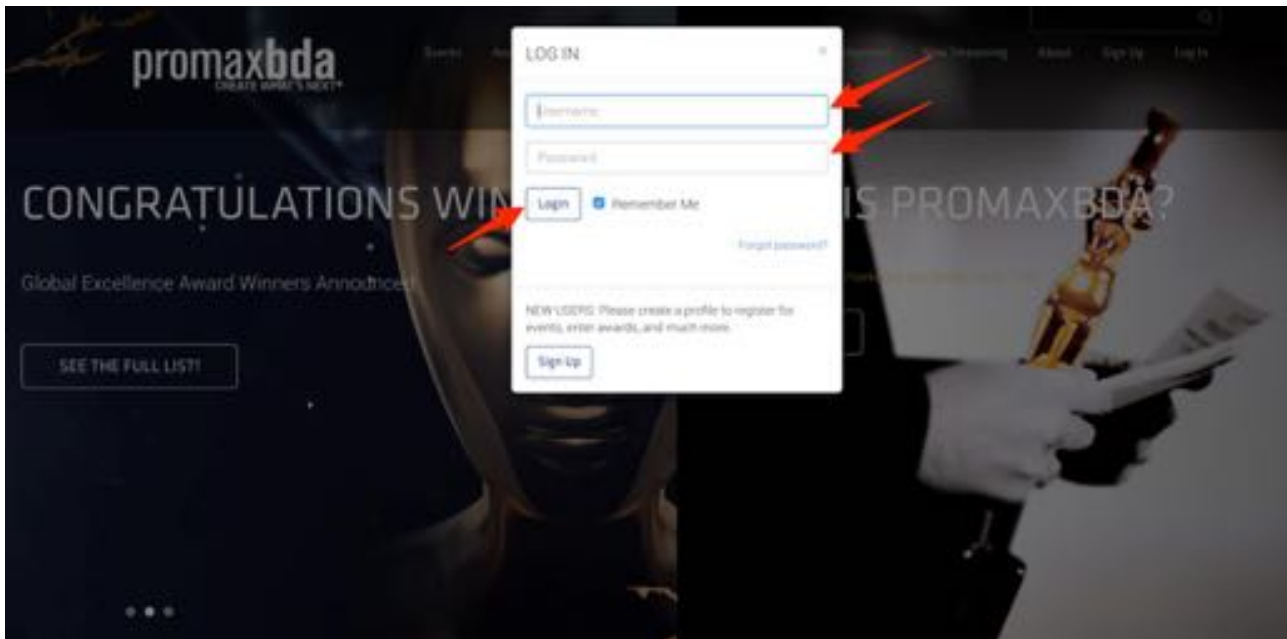 promaxbda
CREATE WHAT'S NEXT
Events
About Sign Up Log In
LOG IN
Username
Password
Login Remember Me
Forgot password?
CONGRATULATIONS WIN
IS PROMAXBDA?
Global Excellence Award Winners Announced
SEE THE FULL LIST!
NEW USERS: Please create a profile to register for
events, enter awards, and much more.
Sign Up